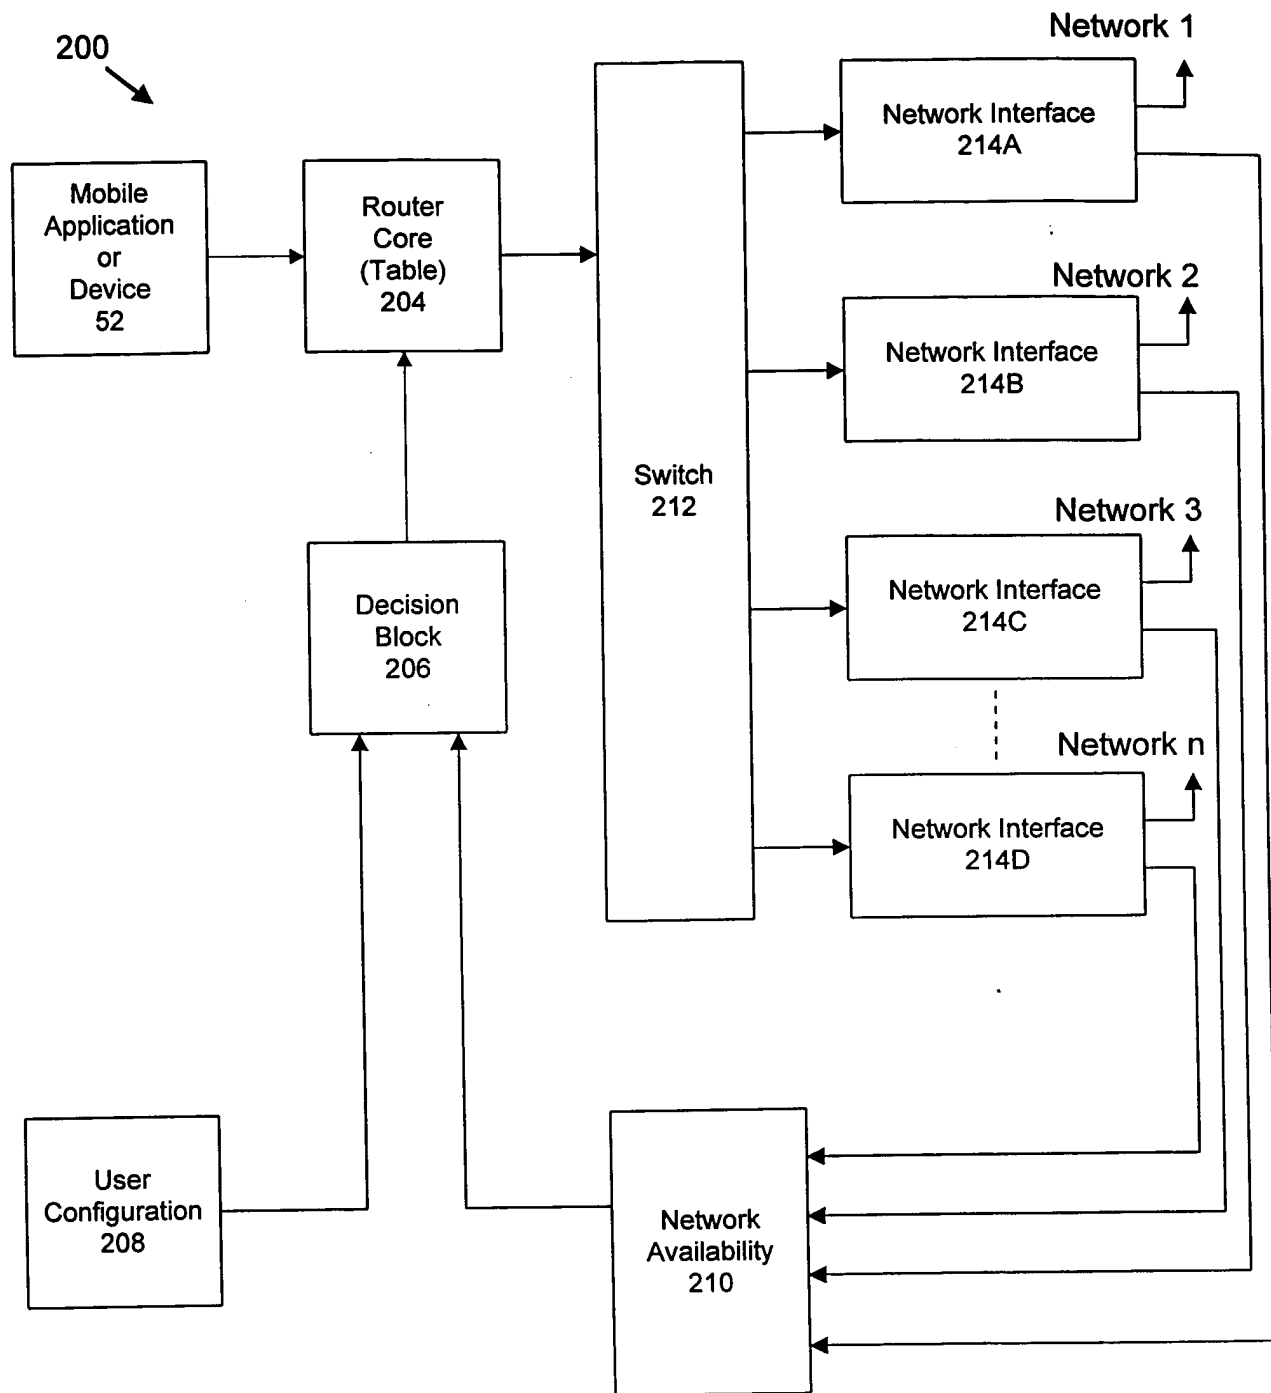 200
Network 1
Network Interface
214A
Mobile
Application
or
Device
52
Router
Core
(Table)
204
Network 2
Network Interface
214B
Switch
212
Network 3
Network Interface
214C
Decision
Block
206
Network n
Network Interface
214D
User
Configuration
208
Network
Availability
210